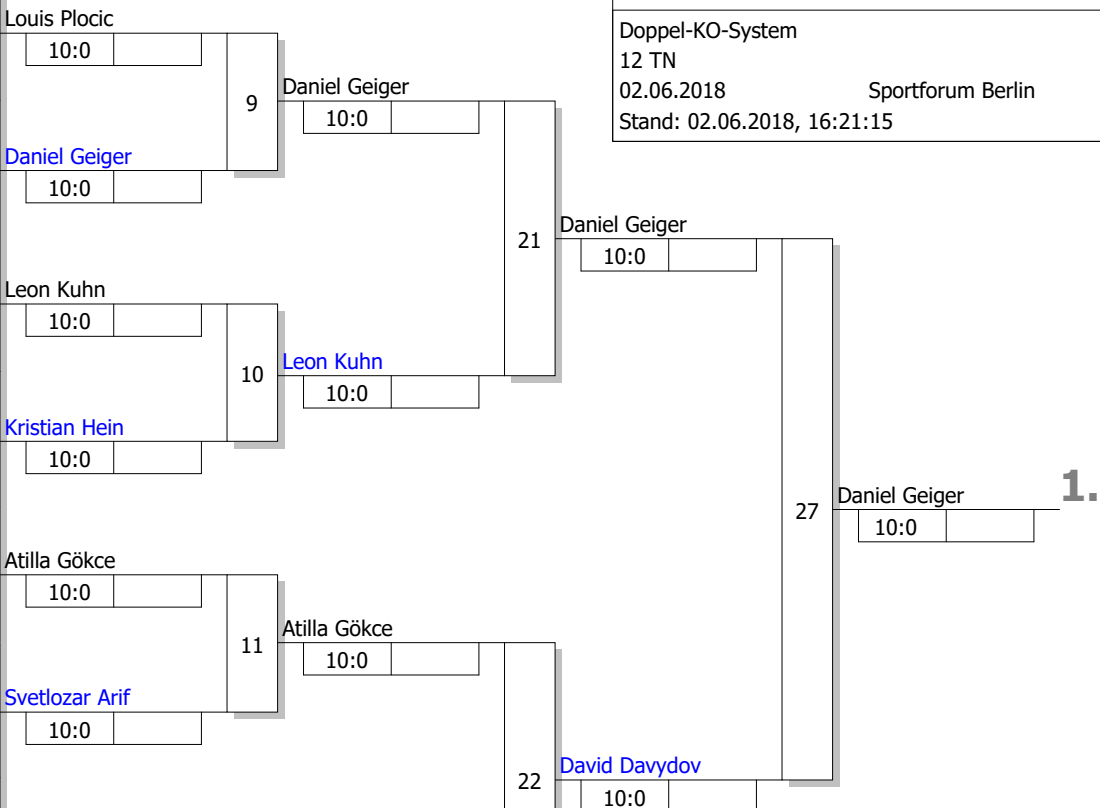 Louis Plocic
10:0
Doppel-KO-System
12 TN
02.06.2018 Sportforum Berlin
Stand: 02.06.2018, 16:21:15
9
Daniel Geiger
10:0
Daniel Geiger
10:0
21
Daniel Geiger
10:0
Leon Kuhn
10:0
10
Leon Kuhn
10:0
Kristian Hein
10:0
27
Daniel Geiger
1.
10:0
Atilla Gökce
10:0
11
Atilla Gökce
10:0
Svetlozar Arif
10:0
22
David Davydov
10:0